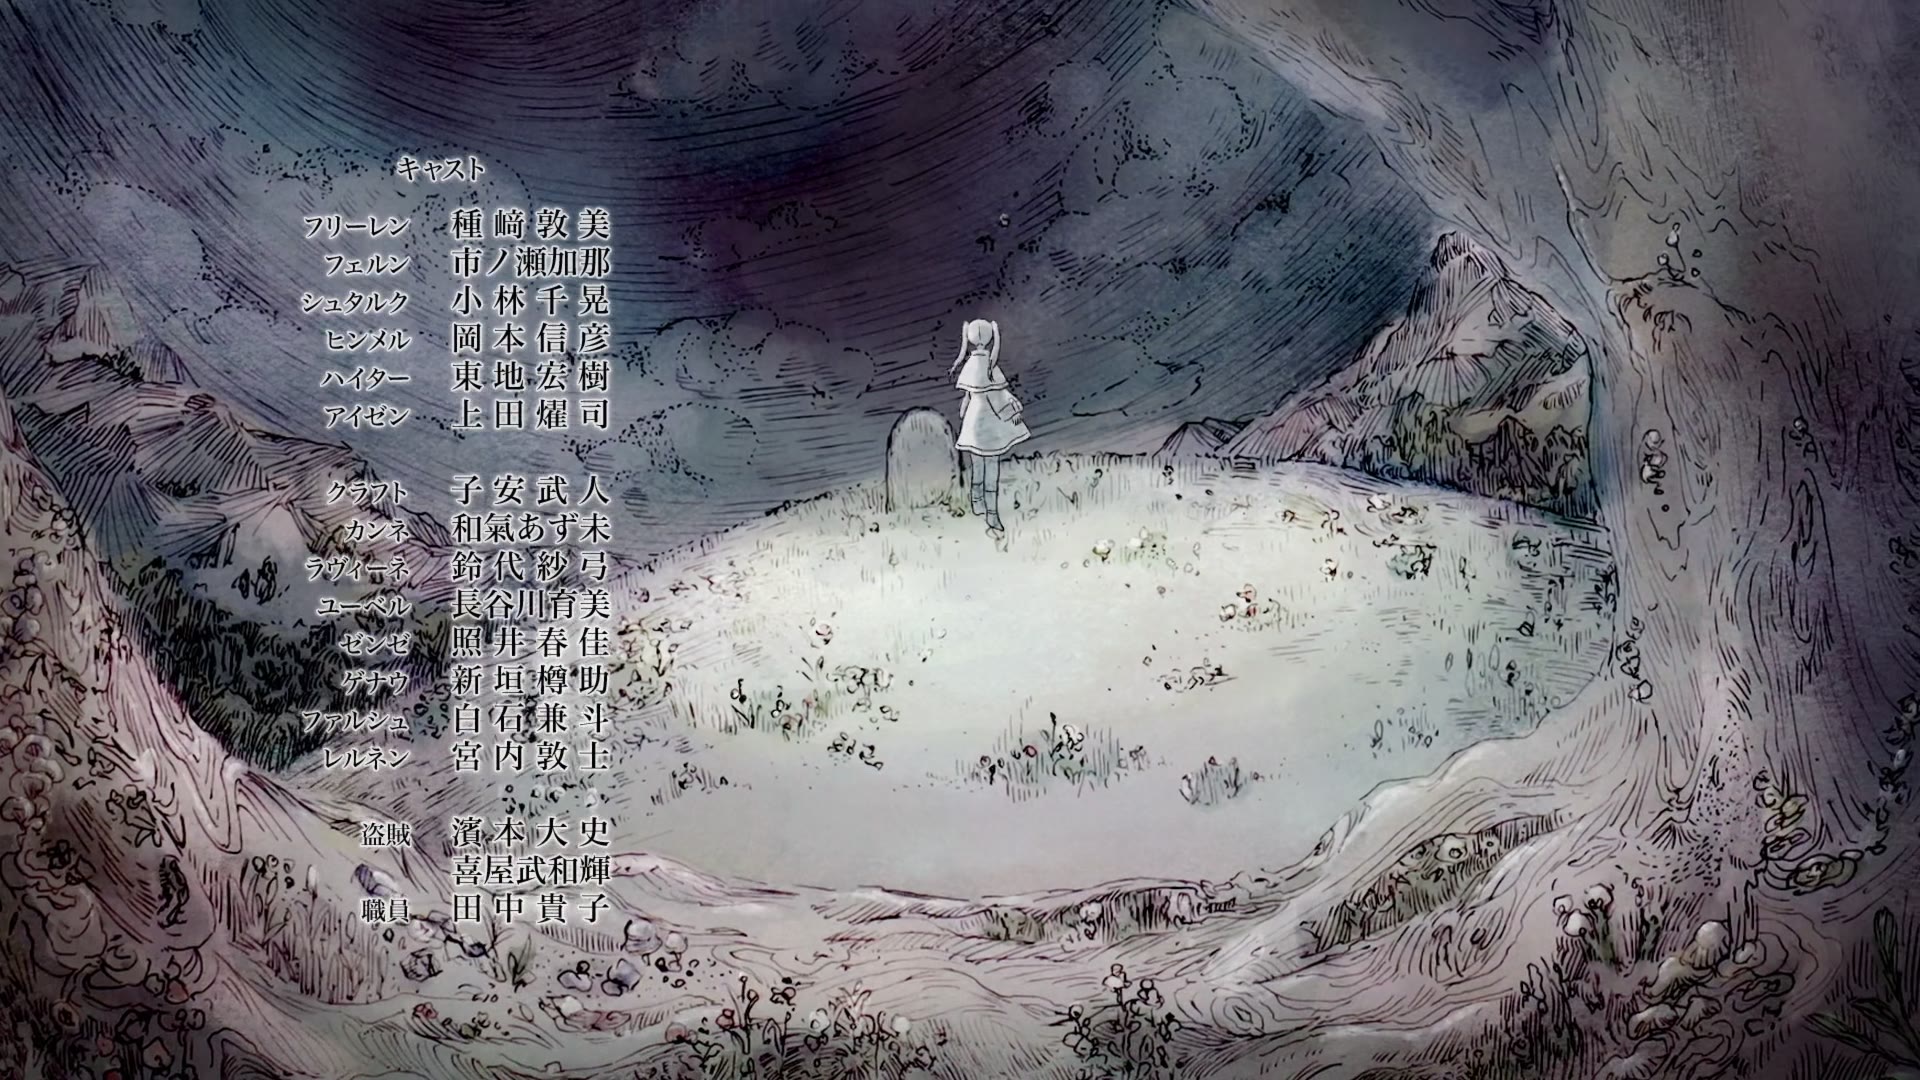 キャスト
フリーレン 種﨑敦美
フェルン 市ノ瀬加那
シュタルク 小林千晃
ヒンメル 岡本信彦
ハイター 東地宏樹
アイゼン 上田燿司
クラフト 子安武人
カンネ 和氣あず未
ラヴィーネ 鈴代紗弓
ユーベル 長谷川育美
ゼンゼ 照井春佳
ゲナウ 新垣樽助
ファルシュ 白石兼斗
レルネン 宮内敦士
盗賊 濱本大史
喜屋武和輝
職員 田中貴子